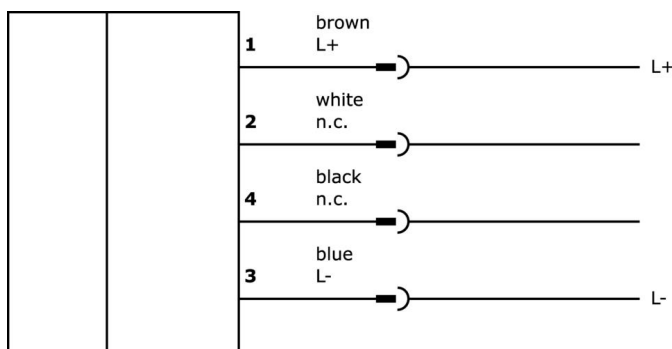 brown
1 L+ L+
white
2 n.c.
black
4 n.c.
blue
3 L- L-